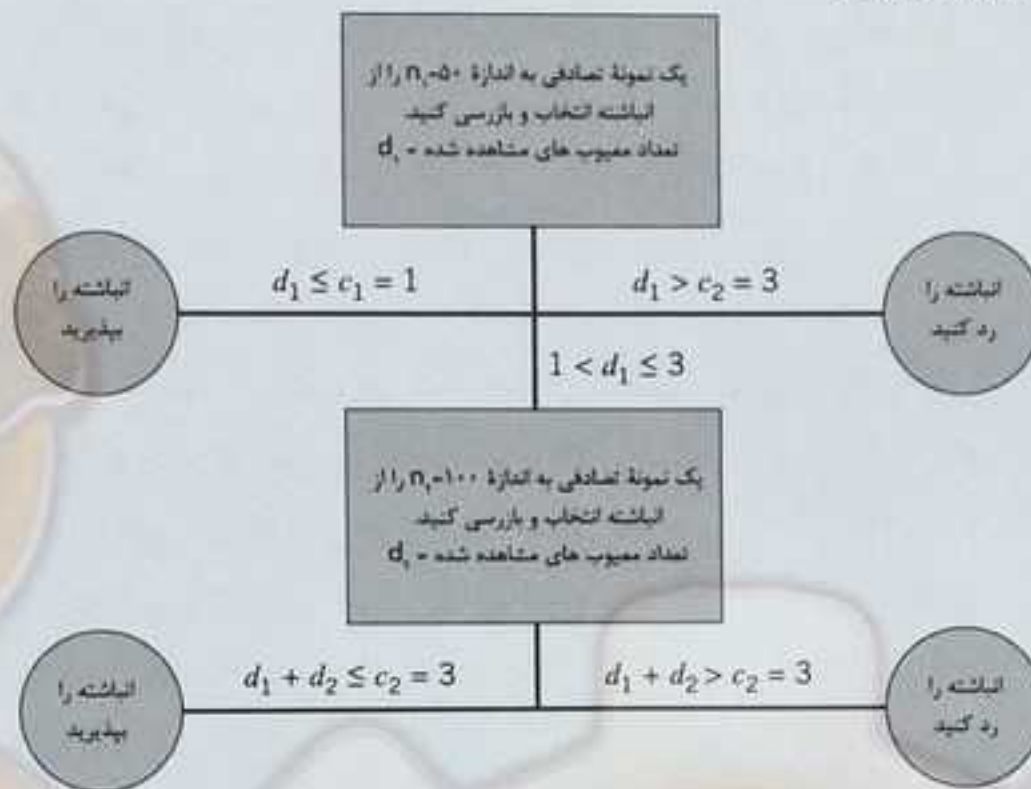 یک نمونهٔ تصادفی به اندازهٔ n₁=۵۰ را از
انباشته انتخاب و بازرسی کنید.
تعداد معیوب های مشاهده شده = d₁
d₁ ≤ c₁ = 1
d₁ > c₂ = 3
انباشته را
بپذیرید
انباشته را
رد کنید
1 < d₁ ≤ 3
یک نمونهٔ تصادفی به اندازهٔ n₁=۱۰۰ را از
انباشته انتخاب و بازرسی کنید.
تعداد معیوب های مشاهده شده = d₁
d₁ + d₂ ≤ c₂ = 3
d₁ + d₂ > c₂ = 3
انباشته را
بپذیرید
انباشته را
رد کنید